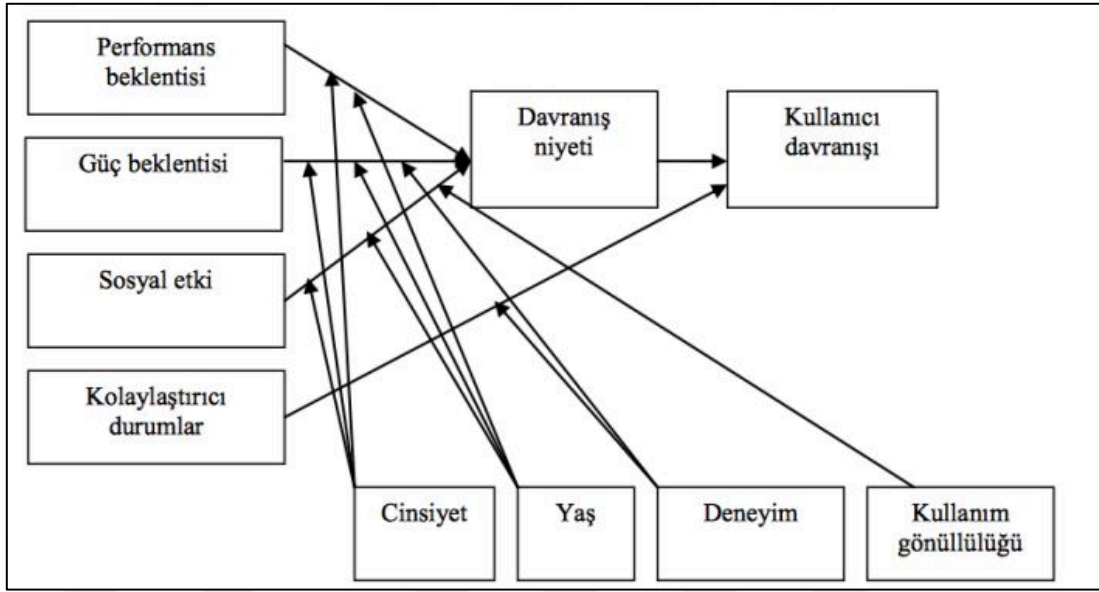 Performans
beklentisi
Güç beklentisi
Sosyal etki
Kolaylaştırıcı
durumlar
Davranış
niyeti
Kullanıcı
davranışı
Cinsiyet
Yaş
Deneyim
Kullanım
gönüllülüğü